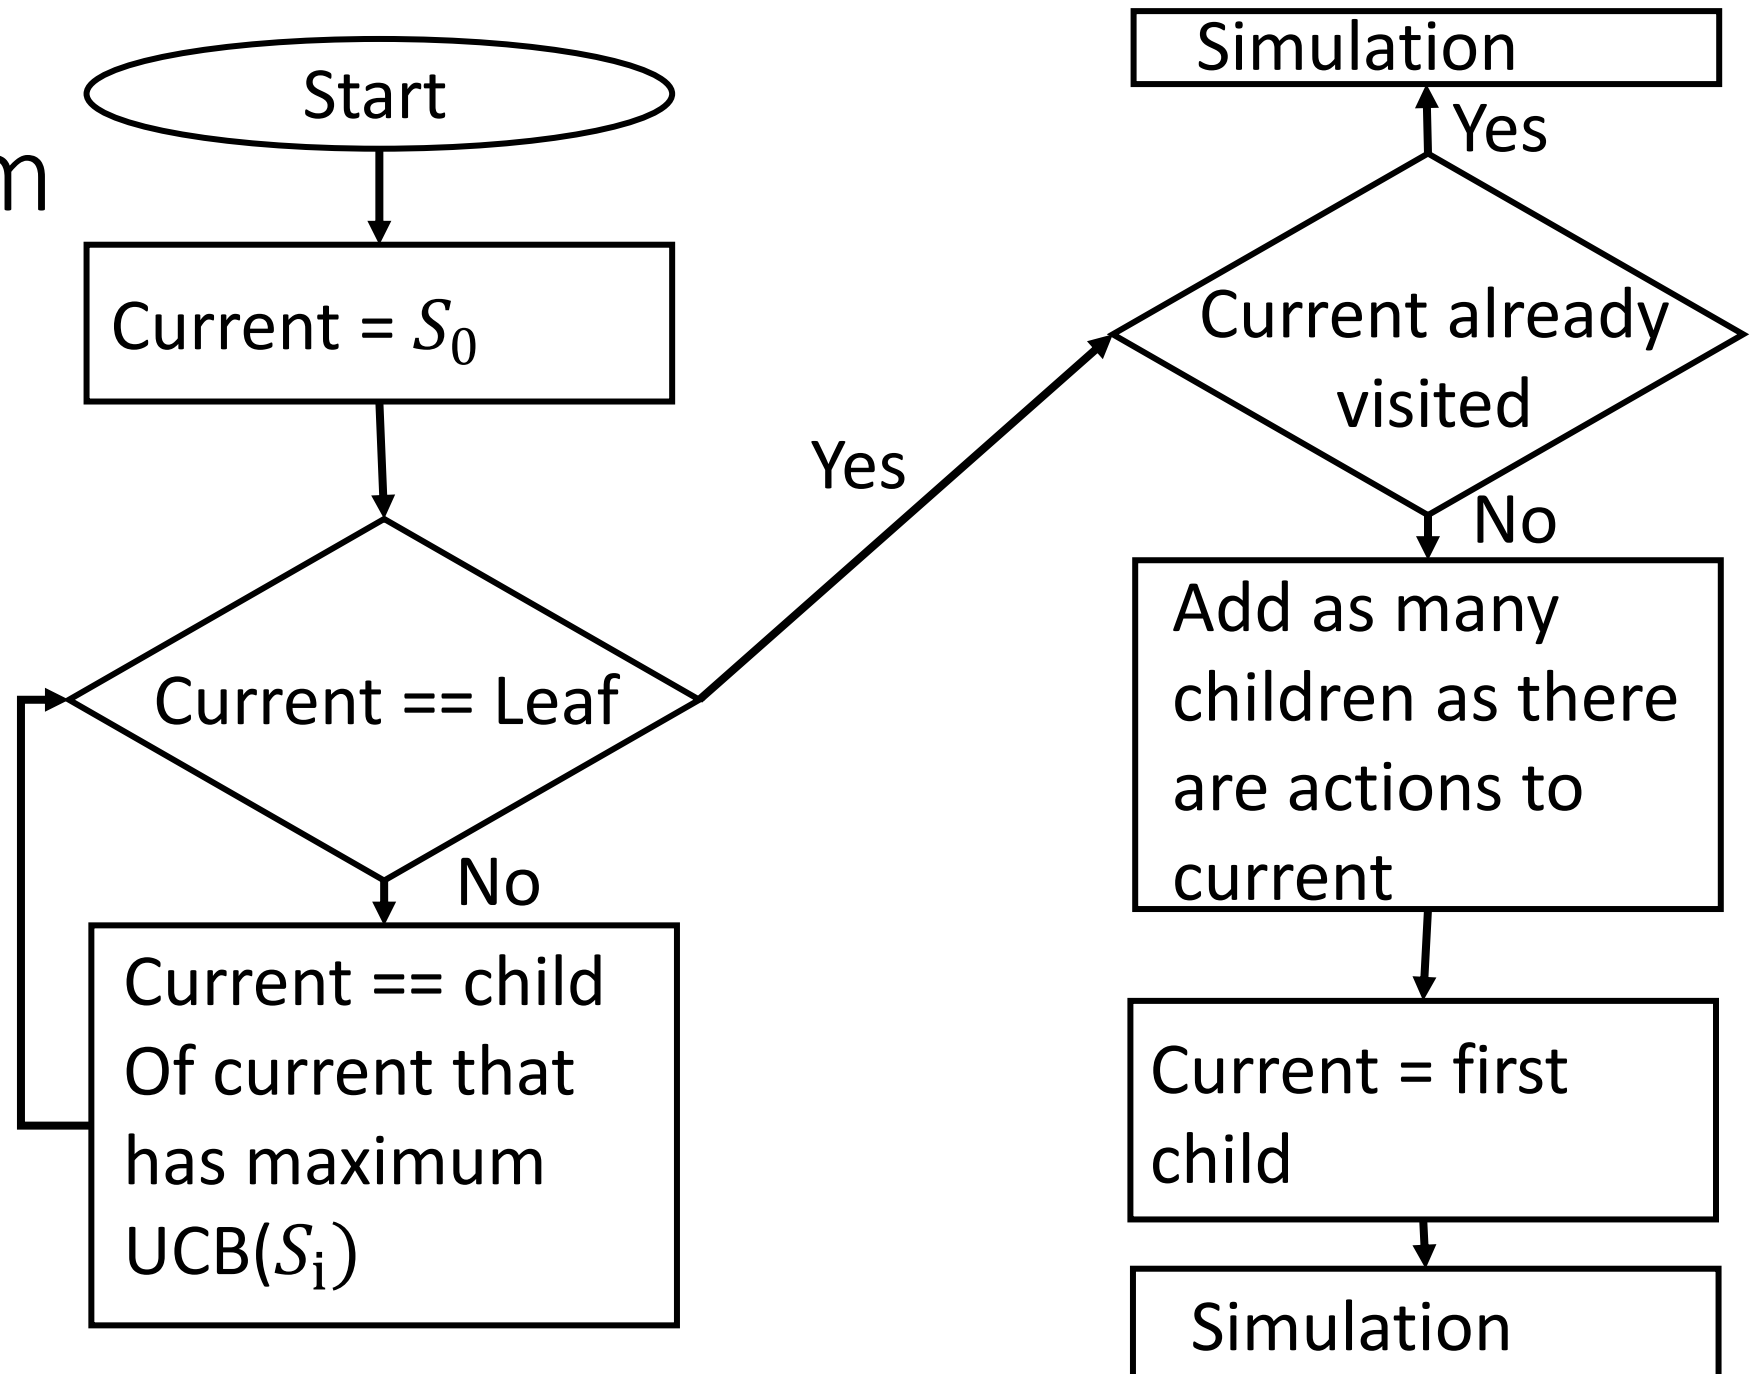 Start
m
Current = S₀
Current == Leaf
No
Current == child
Of current that
has maximum
UCB(Sᵢ)
Yes
Simulation
Yes
Current already
visited
No
Add as many
children as there
are actions to
current
Current = first
child
Simulation